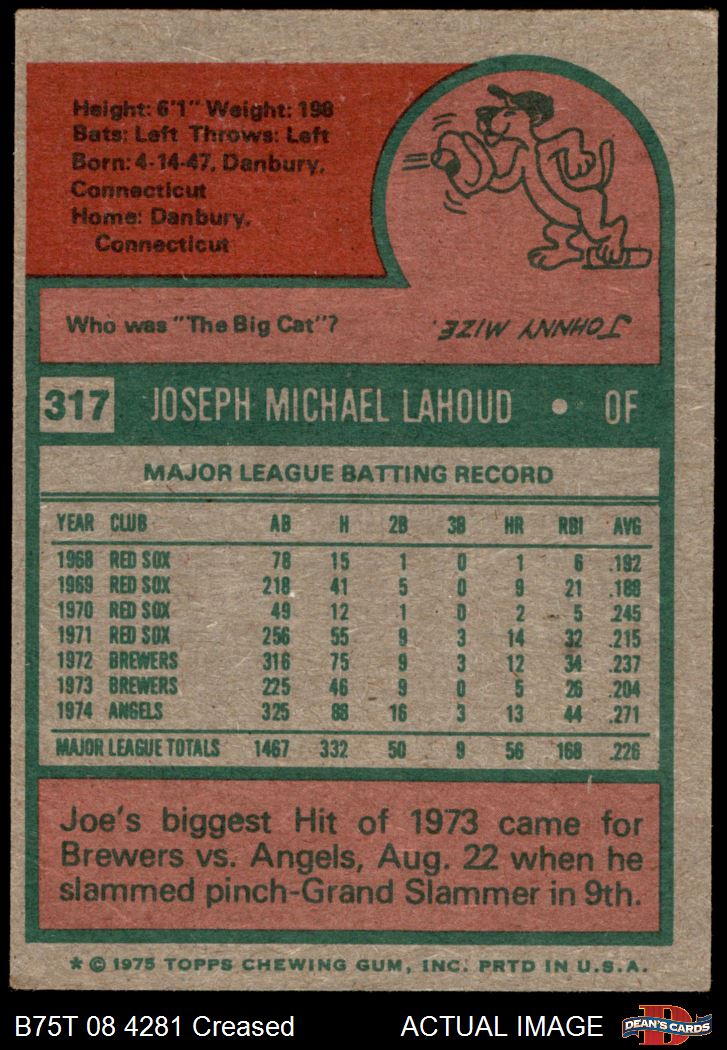 Height: 6'1" Weight: 198
Bats: Left Throws: Left
Born: 4-14-47, Danbury,
Connecticut
Home: Danbury,
Connecticut
Who was "The Big Cat"?
JOHNNY MIZE.
317 JOSEPH MICHAEL LAHOUD • OF
MAJOR LEAGUE BATTING RECORD
YEAR CLUB AB H 2B 3B HR RBI AVG
1968 RED SOX 78 15 1 0 1 6 .192
1969 RED SOX 218 41 5 0 9 21 .188
1970 RED SOX 49 12 1 0 2 5 .245
1971 RED SOX 256 55 9 3 14 32 .215
1972 BREWERS 316 75 9 3 12 34 .237
1973 BREWERS 225 46 9 0 5 26 .204
1974 ANGELS 325 88 16 3 13 44 .271
MAJOR LEAGUE TOTALS 1467 332 50 9 56 168 .226
Joe's biggest Hit of 1973 came for
Brewers vs. Angels, Aug. 22 when he
slammed pinch-Grand Slammer in 9th.
* © 1975 TOPPS CHEWING GUM, INC. PRTD IN U.S.A.
B75T 08 4281 Creased ACTUAL IMAGE
D
DEAN'S CARDS